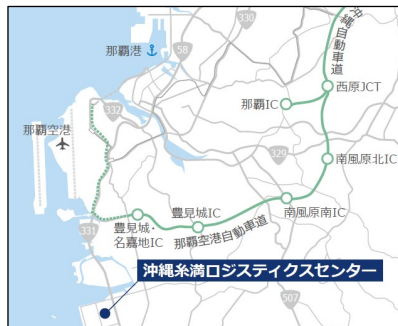 330
沖縄自動車道
那覇港
58
西原JCT
那覇IC
332
那覇空港
329
南風原北IC
豊見城IC
南風原南IC
那覇空港自動車道
豊見城・
名嘉地IC
331
沖縄糸満ロジスティクスセンター
507